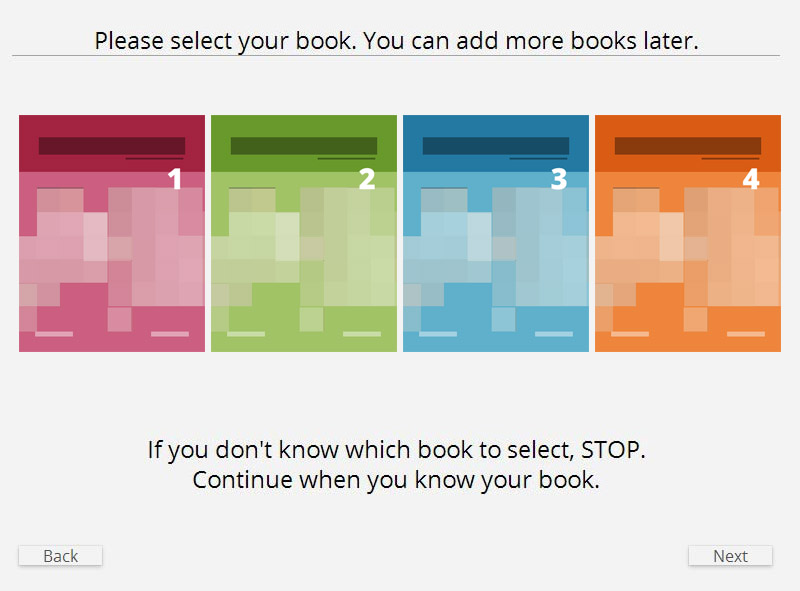 Please select your book. You can add more books later.
1 2 3 4
If you don't know which book to select, STOP.
Continue when you know your book.
Back Next